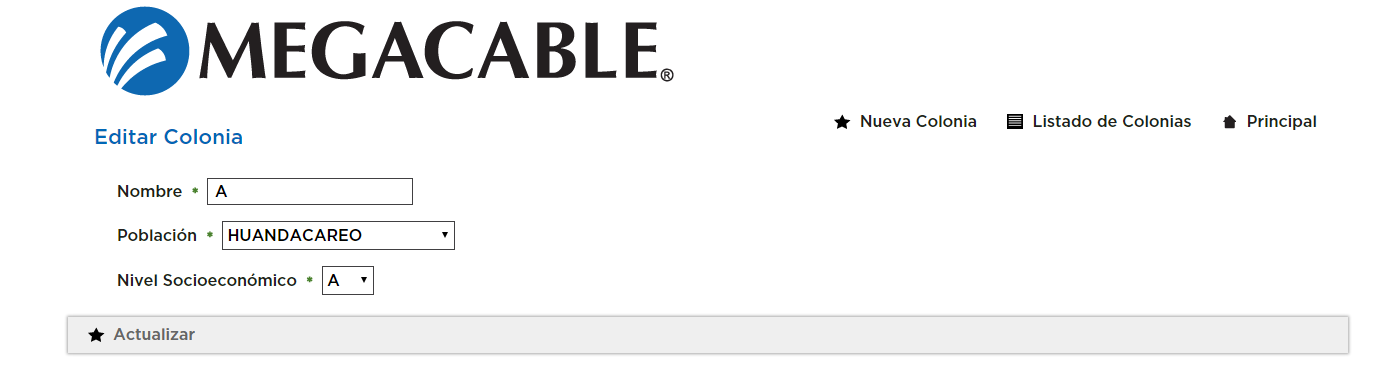 MEGACABLE®
Nueva Colonia Listado de Colonias Principal
Editar Colonia
Nombre * A
Población * HUANDACAREO
Nivel Socioeconómico * A
Actualizar